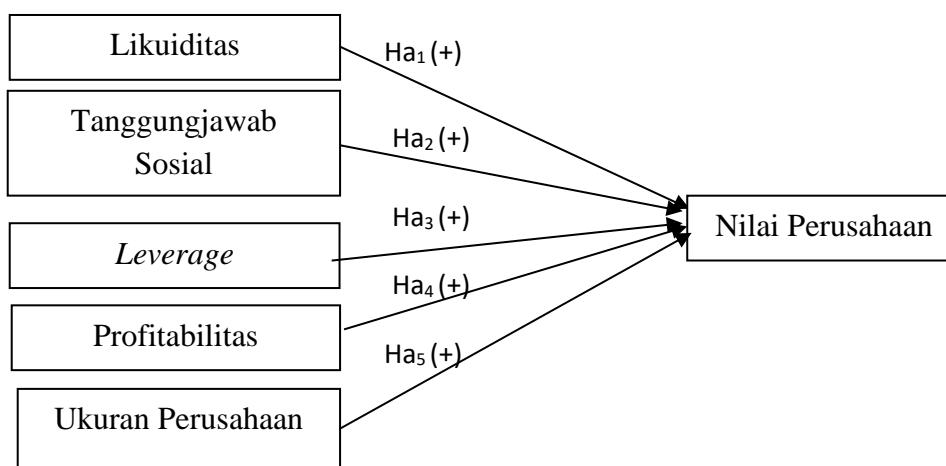 Likuiditas
Ha₁ (+)
Tanggungjawab
Sosial
Ha₂ (+)
Leverage
Ha₃ (+)
Profitabilitas
Ha₄ (+)
Ukuran Perusahaan
Ha₅ (+)
Nilai Perusahaan